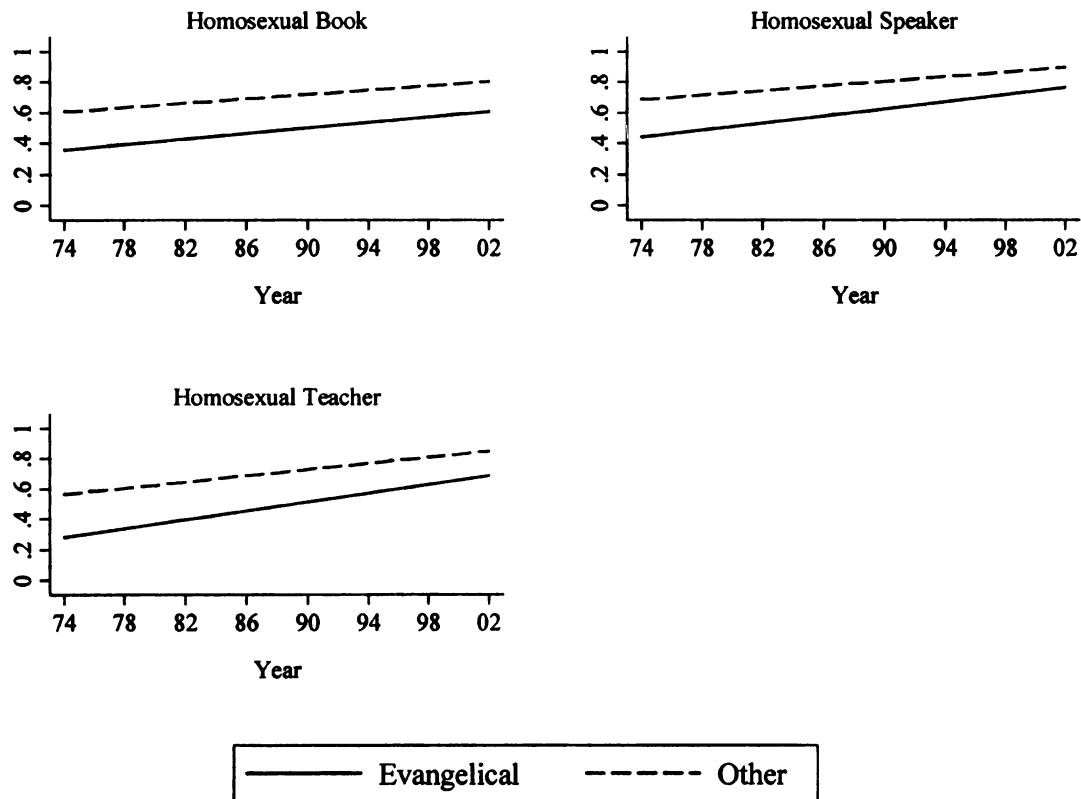 Homosexual Book
1
.8
.6
.4
.2
0
74 78 82 86 90 94 98 02
Year
Homosexual Speaker
1
.8
.6
.4
.2
0
74 78 82 86 90 94 98 02
Year
Homosexual Teacher
1
.8
.6
.4
.2
0
74 78 82 86 90 94 98 02
Year
Evangelical Other